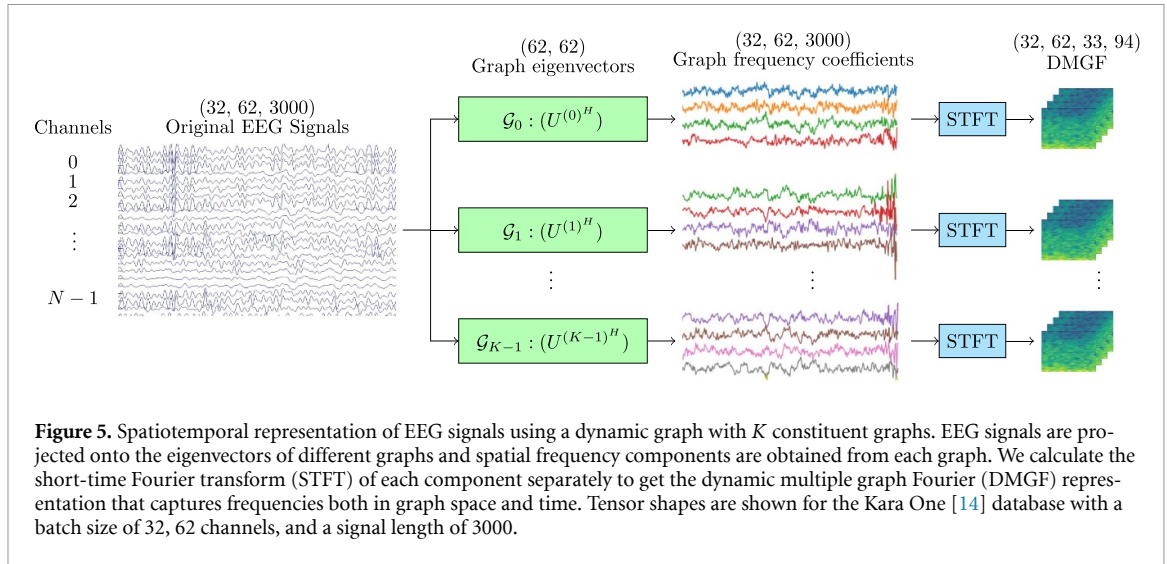 (62, 62)
Graph eigenvectors
(32, 62, 3000)
Graph frequency coefficients
(32, 62, 33, 94)
DMGF
(32, 62, 3000)
Original EEG Signals
Channels
0
1
2
⋮
N − 1
𝒢₀ : (U⁽⁰⁾ᴴ)
STFT
𝒢₁ : (U⁽¹⁾ᴴ)
STFT
⋮ ⋮ ⋮
𝒢_{K−1} : (U^{(K−1)^H})
STFT
Figure 5. Spatiotemporal representation of EEG signals using a dynamic graph with K constituent graphs. EEG signals are pro-
jected onto the eigenvectors of different graphs and spatial frequency components are obtained from each graph. We calculate the
short-time Fourier transform (STFT) of each component separately to get the dynamic multiple graph Fourier (DMGF) repres-
entation that captures frequencies both in graph space and time. Tensor shapes are shown for the Kara One [14] database with a
batch size of 32, 62 channels, and a signal length of 3000.